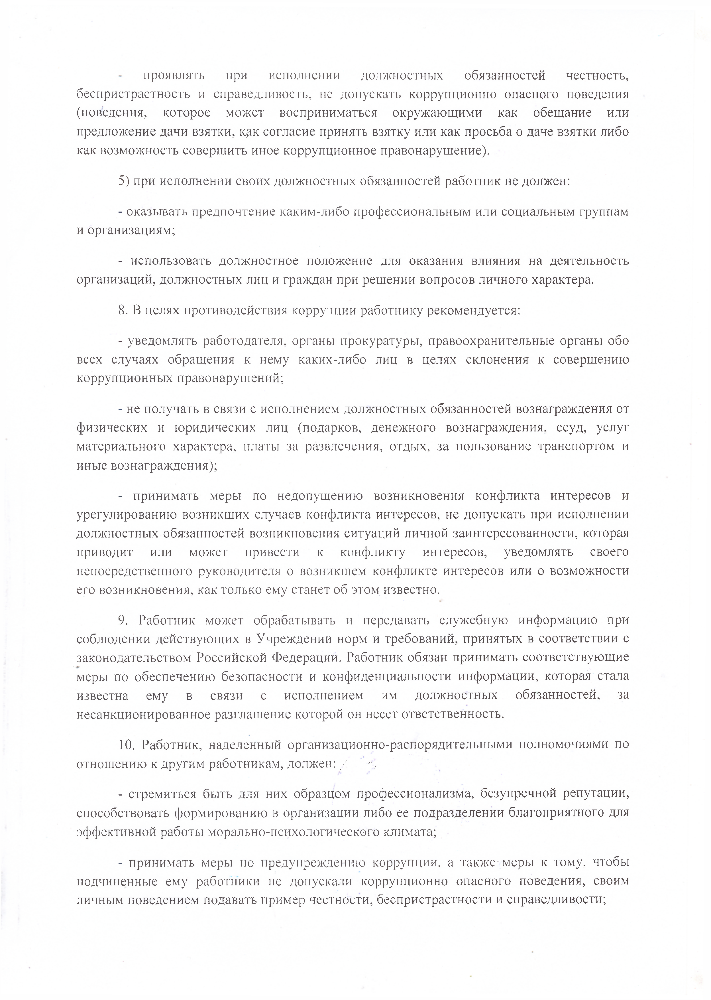 - проявлять при исполнении должностных обязанностей честность,
беспристрастность и справедливость, не допускать коррупционно опасного поведения
(поведения, которое может восприниматься окружающими как обещание или
предложение дачи взятки, как согласие принять взятку или как просьба о даче взятки либо
как возможность совершить иное коррупционное правонарушение).
5) при исполнении своих должностных обязанностей работник не должен:
- оказывать предпочтение каким-либо профессиональным или социальным группам
и организациям;
- использовать должностное положение для оказания влияния на деятельность
организаций, должностных лиц и граждан при решении вопросов личного характера.
8. В целях противодействия коррупции работнику рекомендуется:
- уведомлять работодателя. органы прокуратуры, правоохранительные органы обо
всех случаях обращения к нему каких-либо лиц в целях склонения к совершению
коррупционных правонарушений;
- не получать в связи с исполнением должностных обязанностей вознаграждения от
физических и юридических лиц (подарков, денежного вознаграждения, ссуд, услуг
материального характера, платы за развлечения, отдых, за пользование транспортом и
иные вознаграждения);
- принимать меры по недопущению возникновения конфликта интересов и
урегулированию возникших случаев конфликта интересов, не допускать при исполнении
должностных обязанностей возникновения ситуаций личной заинтересованности, которая
приводит или может привести к конфликту интересов, уведомлять своего
непосредственного руководителя о возникшем конфликте интересов или о возможности
его возникновения, как только ему станет об этом известно.
9. Работник может обрабатывать и передавать служебную информацию при
соблюдении действующих в Учреждении норм и требований, принятых в соответствии с
законодательством Российской Федерации. Работник обязан принимать соответствующие
меры по обеспечению безопасности и конфиденциальности информации, которая стала
известна ему в связи с исполнением им должностных обязанностей, за
несанкционированное разглашение которой он несет ответственность.
10. Работник, наделенный организационно-распорядительными полномочиями по
отношению к другим работникам, должен:
- стремиться быть для них образцом профессионализма, безупречной репутации,
способствовать формированию в организации либо ее подразделении благоприятного для
эффективной работы морально-психологического климата;
- принимать меры по предупреждению коррупции, а также меры к тому, чтобы
подчиненные ему работники не допускали коррупционно опасного поведения, своим
личным поведением подавать пример честности, беспристрастности и справедливости;